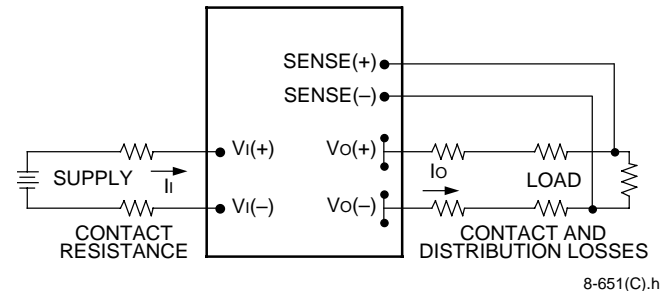 SENSE(+)
SENSE(–)
VI(+)
VO(+)
SUPPLY
II
IO
LOAD
VI(–)
VO(–)
CONTACT
RESISTANCE
CONTACT AND
DISTRIBUTION LOSSES
8-651(C).h